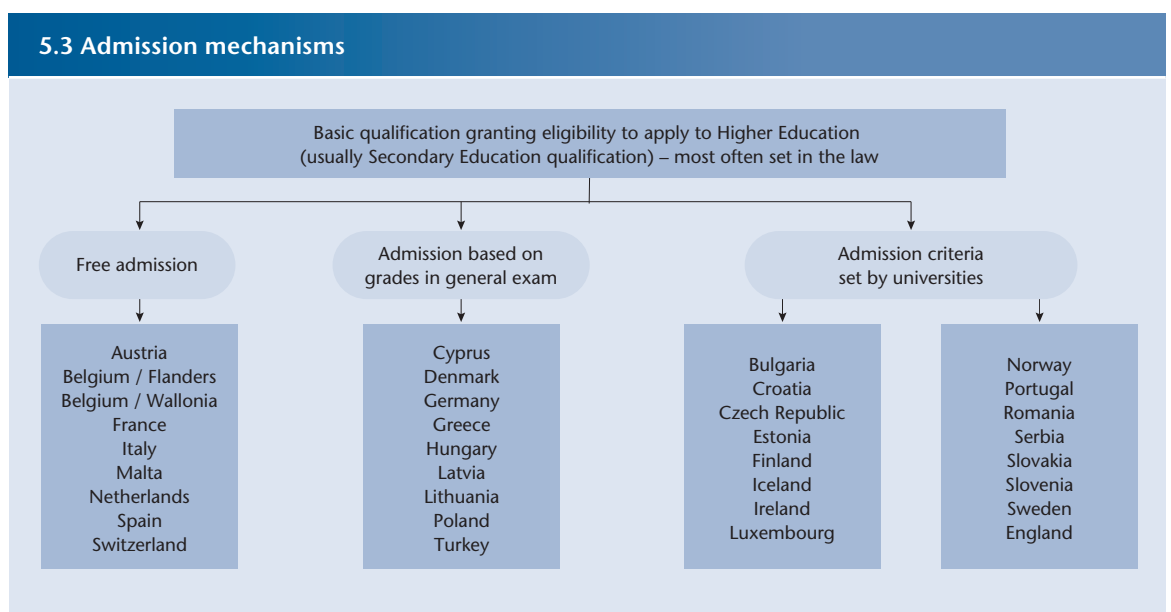 5.3 Admission mechanisms
Basic qualification granting eligibility to apply to Higher Education
(usually Secondary Education qualification) – most often set in the law
Free admission
Admission based on
grades in general exam
Admission criteria
set by universities
Austria
Belgium / Flanders
Belgium / Wallonia
France
Italy
Malta
Netherlands
Spain
Switzerland
Cyprus
Denmark
Germany
Greece
Hungary
Latvia
Lithuania
Poland
Turkey
Bulgaria
Croatia
Czech Republic
Estonia
Finland
Iceland
Ireland
Luxembourg
Norway
Portugal
Romania
Serbia
Slovakia
Slovenia
Sweden
England